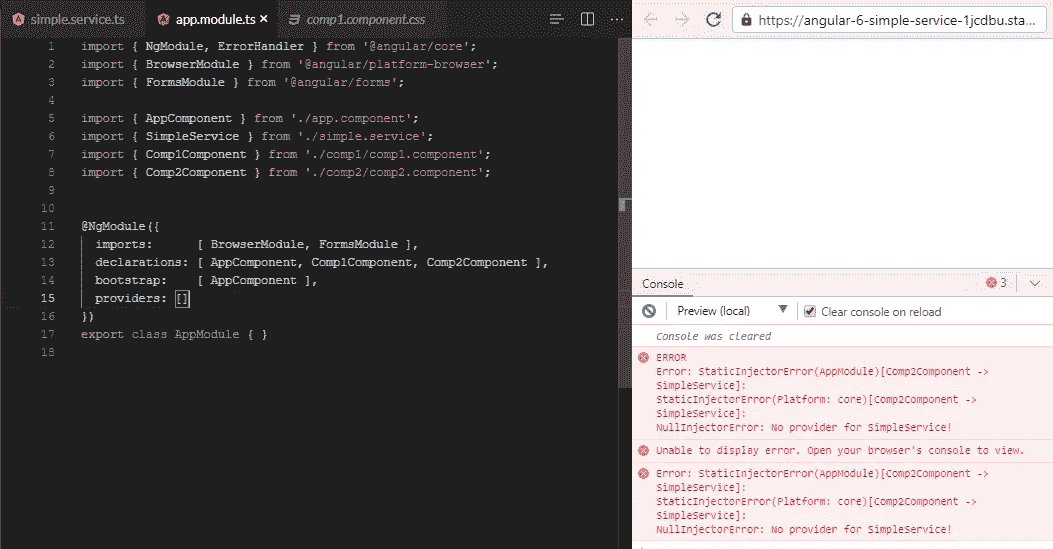 simple.service.ts app.module.ts × comp1.component.css ···
1 import { NgModule, ErrorHandler } from '@angular/core';
2 import { BrowserModule } from '@angular/platform-browser';
3 import { FormsModule } from '@angular/forms';
4
5 import { AppComponent } from './app.component';
6 import { SimpleService } from './simple.service';
7 import { Comp1Component } from './comp1/comp1.component';
8 import { Comp2Component } from './comp2/comp2.component';
9
10
11 @NgModule({
12 imports: [ BrowserModule, FormsModule ],
13 declarations: [ AppComponent, Comp1Component, Comp2Component ],
14 bootstrap: [ AppComponent ],
15 providers: []
16 })
17 export class AppModule { }
18
https://angular-6-simple-service-1jcdbu.sta...
Console 3
Preview (local) Clear console on reload
Console was cleared
ERROR
Error: StaticInjectorError(AppModule)[Comp2Component ->
SimpleService]:
StaticInjectorError(Platform: core)[Comp2Component ->
SimpleService]:
NullInjectorError: No provider for SimpleService!
Unable to display error. Open your browser's console to view.
Error: StaticInjectorError(AppModule)[Comp2Component ->
SimpleService]:
StaticInjectorError(Platform: core)[Comp2Component ->
SimpleService]:
NullInjectorError: No provider for SimpleService!